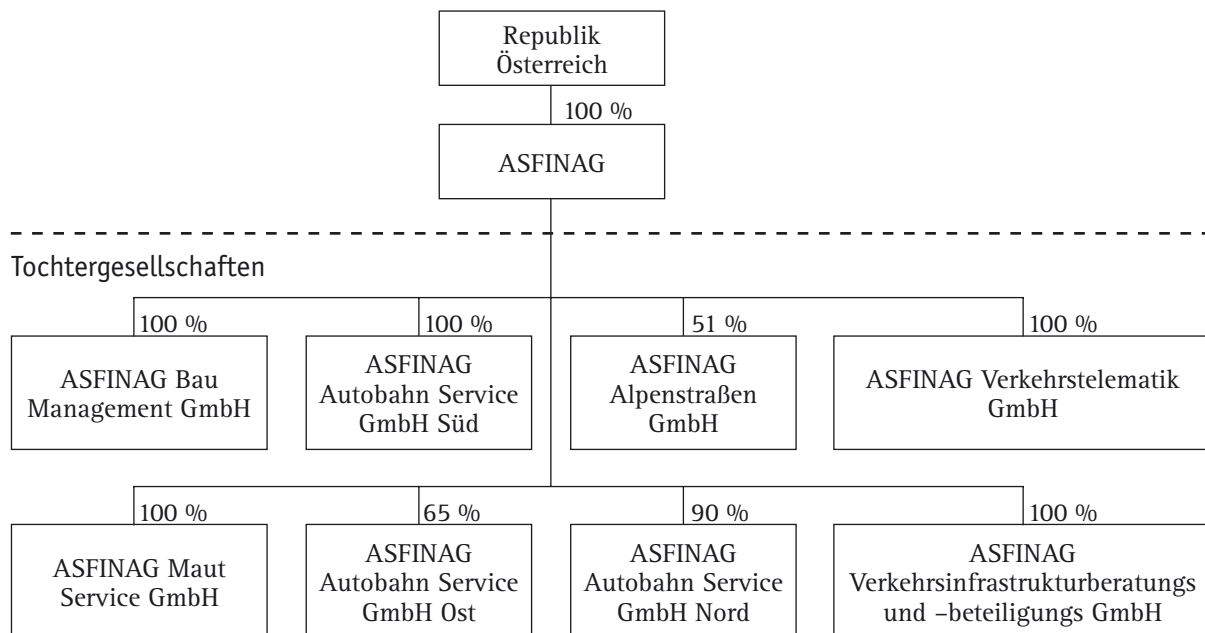 Republik
Österreich
100 %
ASFINAG
Tochtergesellschaften
100 %
100 %
51 %
100 %
ASFINAG Bau
Management GmbH
ASFINAG
Autobahn Service
GmbH Süd
ASFINAG
Alpenstraßen
GmbH
ASFINAG Verkehrstelematik
GmbH
100 %
65 %
90 %
100 %
ASFINAG Maut
Service GmbH
ASFINAG
Autobahn Service
GmbH Ost
ASFINAG
Autobahn Service
GmbH Nord
ASFINAG
Verkehrsinfrastrukturberatungs
und –beteiligungs GmbH